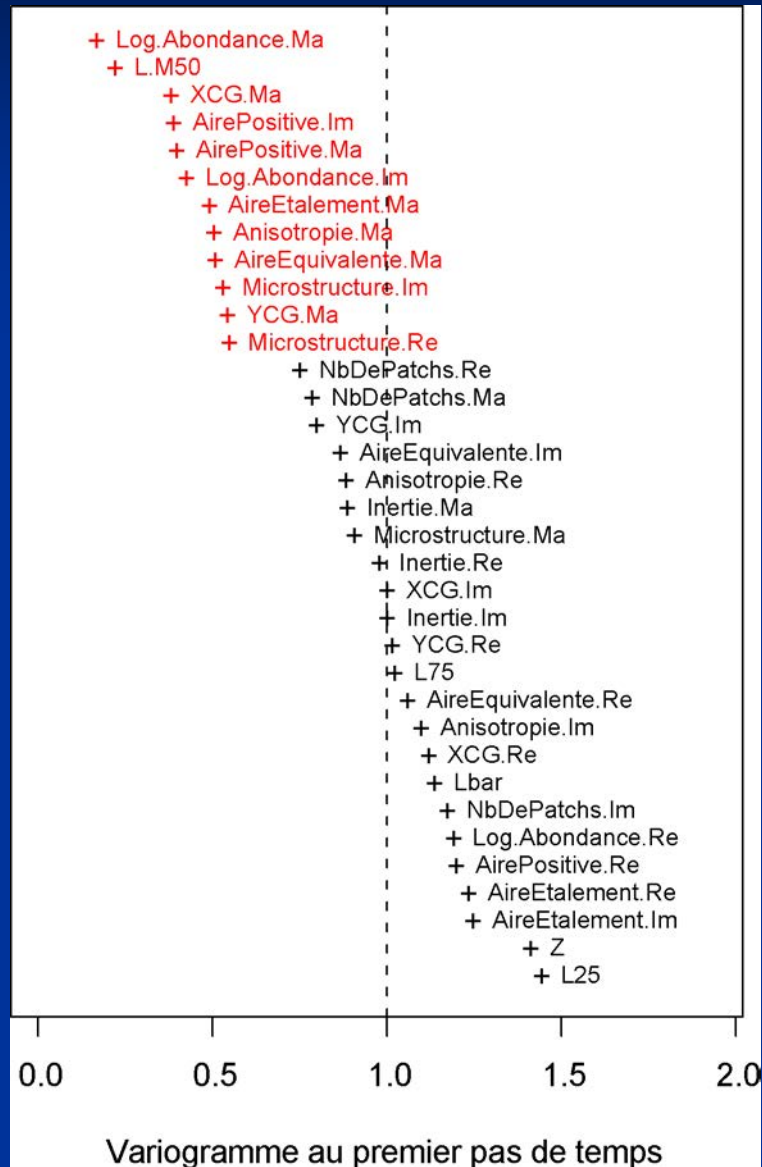 Log.Abondance.Ma
L.M50
XCG.Ma
AirePositive.Im
AirePositive.Ma
Log.Abondance.Im
AireEtalement.Ma
Anisotropie.Ma
AireEquivalente.Ma
Microstructure.Im
YCG.Ma
Microstructure.Re
NbDePatchs.Re
NbDePatchs.Ma
YCG.Im
AireEquivalente.Im
Anisotropie.Re
Inertie.Ma
Microstructure.Ma
Inertie.Re
XCG.Im
Inertie.Im
YCG.Re
L75
AireEquivalente.Re
Anisotropie.Im
XCG.Re
Lbar
NbDePatchs.Im
Log.Abondance.Re
AirePositive.Re
AireEtalement.Re
AireEtalement.Im
Z
L25
0.0 0.5 1.0 1.5 2.0
Variogramme au premier pas de temps